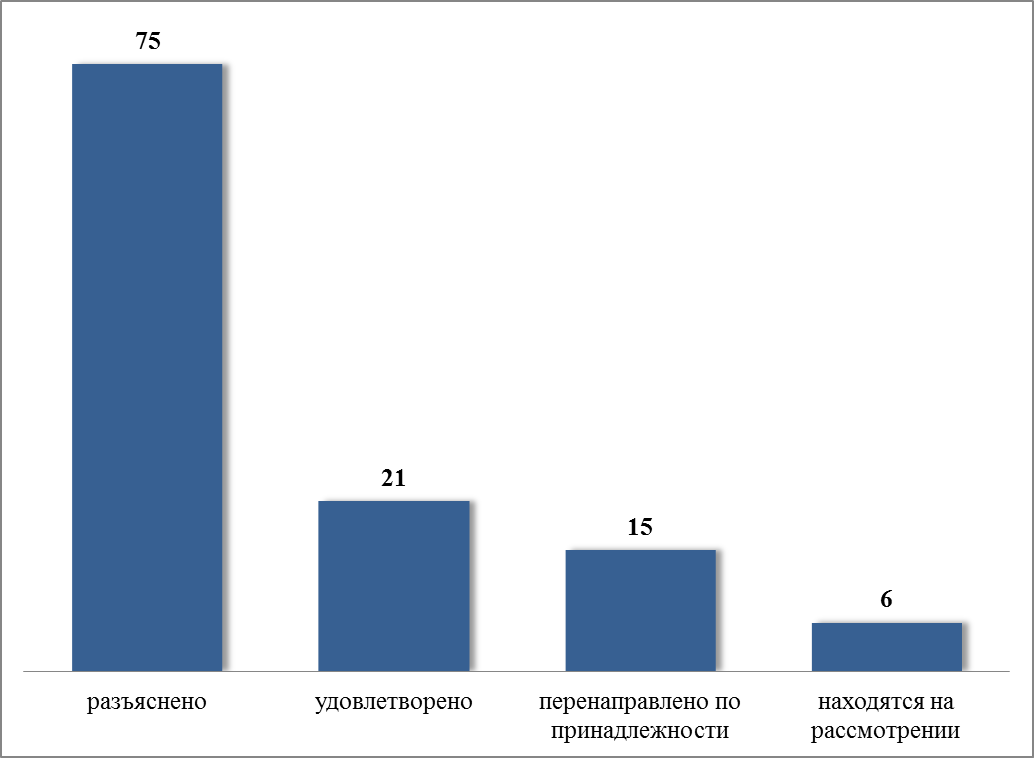 75
21
15
6
разъяснено
удовлетворено
перенаправлено по
принадлежности
находятся на
рассмотрении